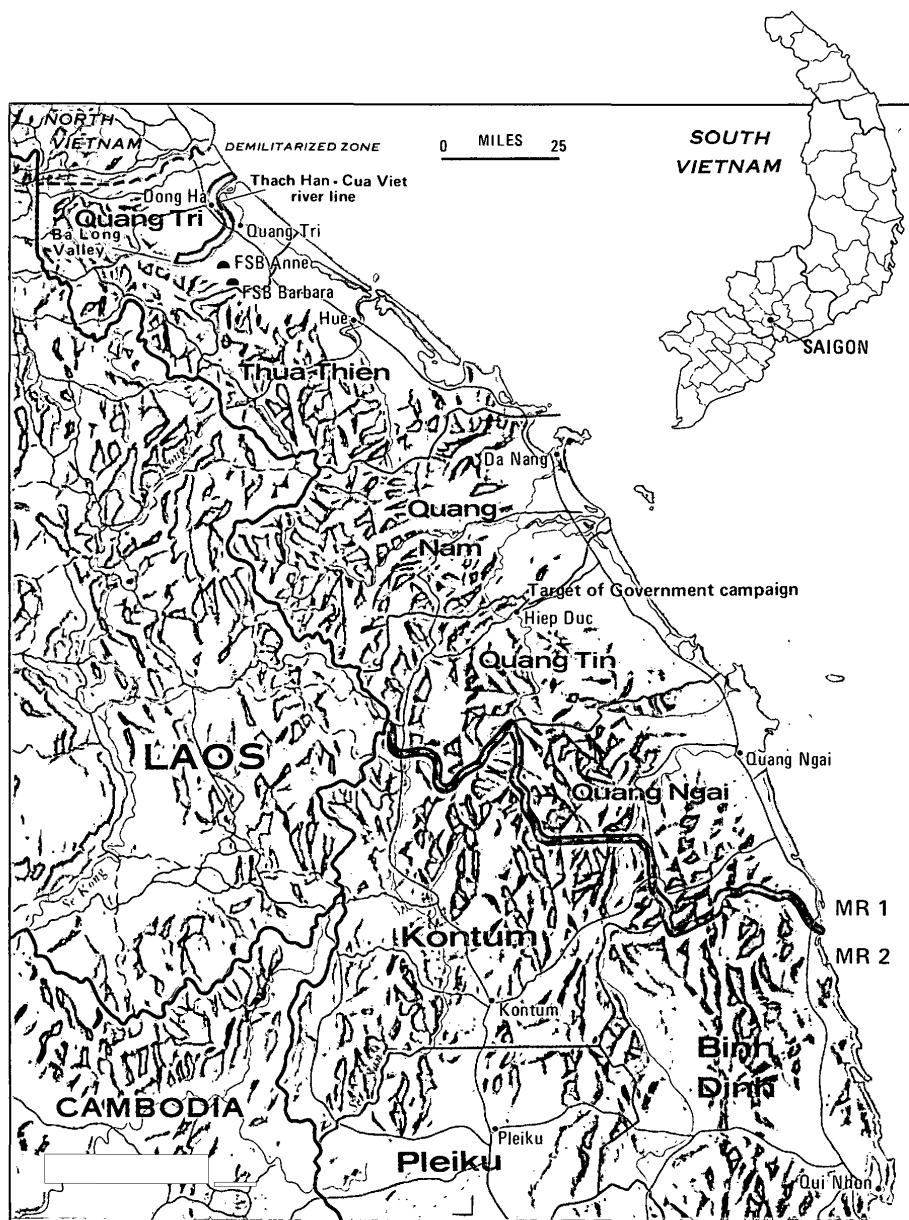 NORTH
VIETNAM
DEMILITARIZED ZONE
0 MILES 25
SOUTH
VIETNAM
SAIGON
Dong Ha
Thach Han - Cua Viet
river line
Quang Tri
Quang Tri
Ba Long
Valley
FSB Anne
FSB Barbara
Hue
Thua Thien
Da Nang
Quang
Nam
Target of Government campaign
Hiep Duc
Quang Tin
LAOS
Quang Ngai
Quang Ngai
Kong
MR 1
MR 2
Kontum
Kontum
Binh
Dinh
CAMBODIA
Pleiku
Pleiku
Qui Nhon